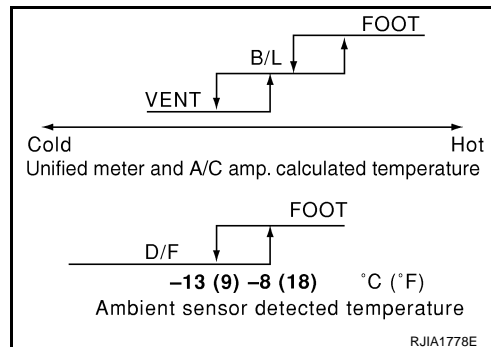 FOOT
B/L
VENT
Cold Hot
Unified meter and A/C amp. calculated temperature
FOOT
D/F
–13 (9) –8 (18) °C (°F)
Ambient sensor detected temperature
RJIA1778E